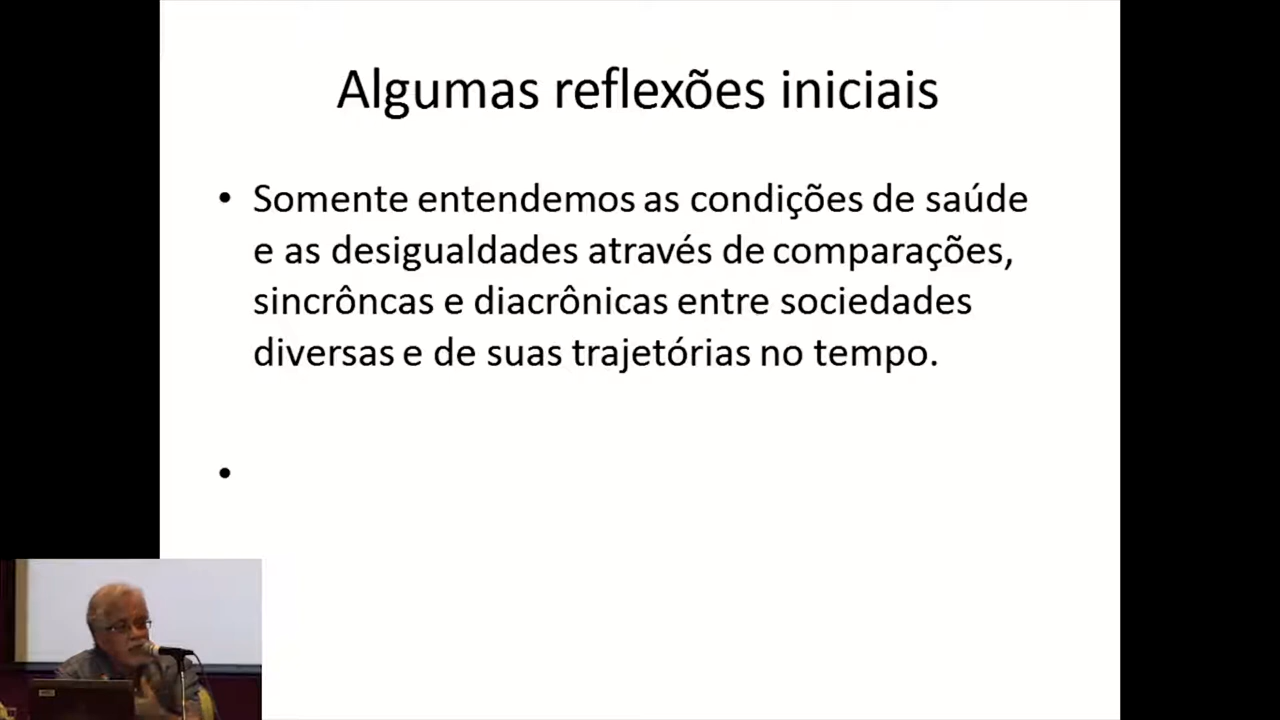 Algumas reflexões iniciais
• Somente entendemos as condições de saúde
e as desigualdades através de comparações,
sincrôncas e diacrônicas entre sociedades
diversas e de suas trajetórias no tempo.
•